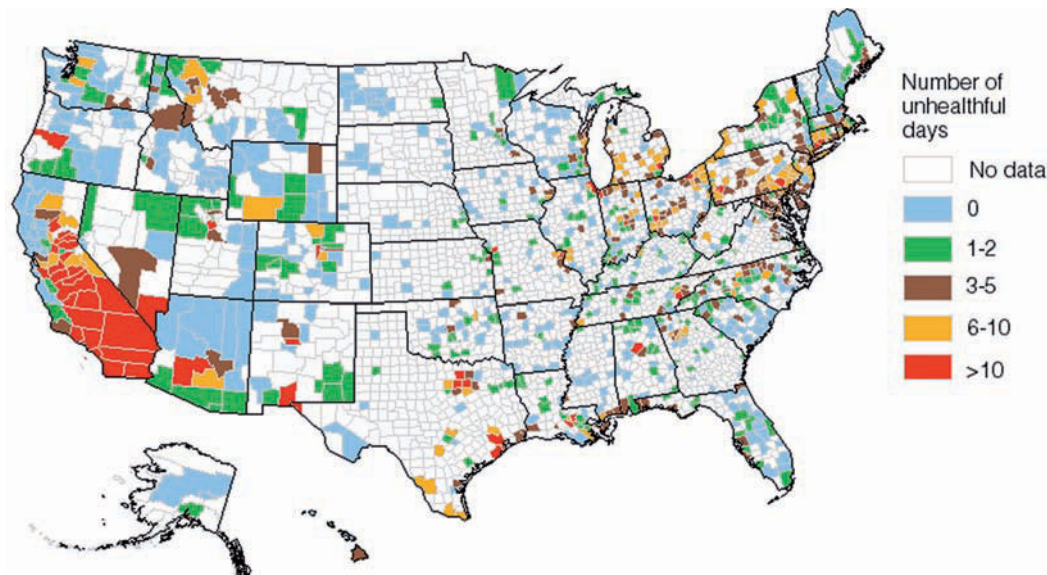 Number of
unhealthful
days
No data
0
1-2
3-5
6-10
>10